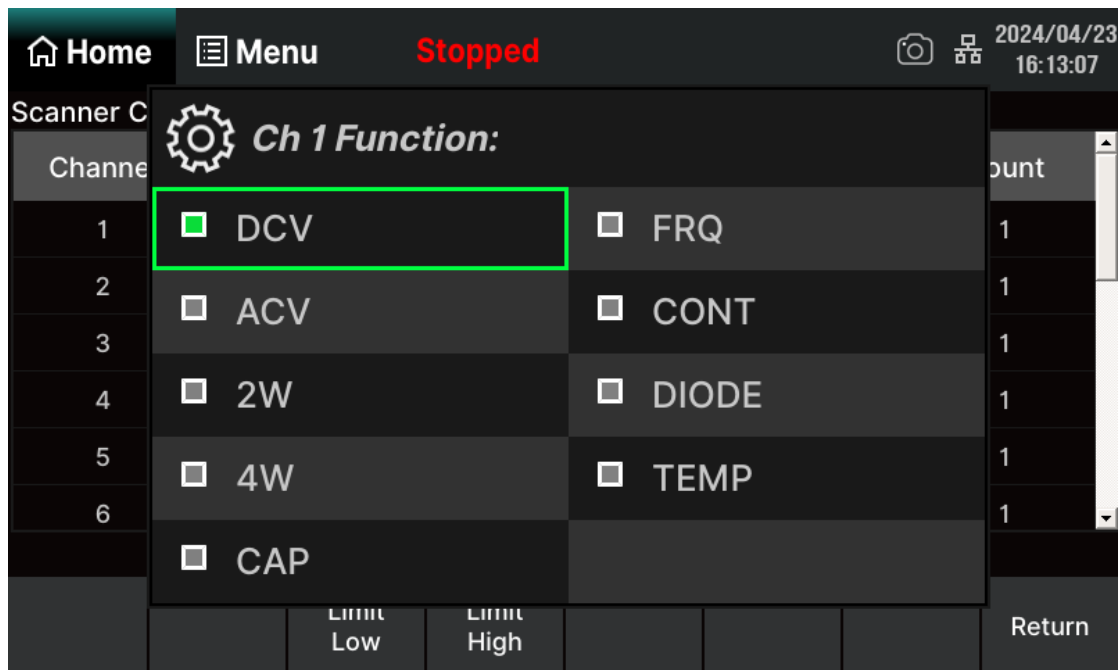 Home Menu Stopped 2024/04/23
16:13:07
Scanner C
Ch 1 Function:
Channe
ount
DCV FRQ
1 1
ACV CONT
2 1
3 1
2W DIODE
4 1
4W TEMP
5 1
6 1
CAP
Limit Low
Limit High
Return